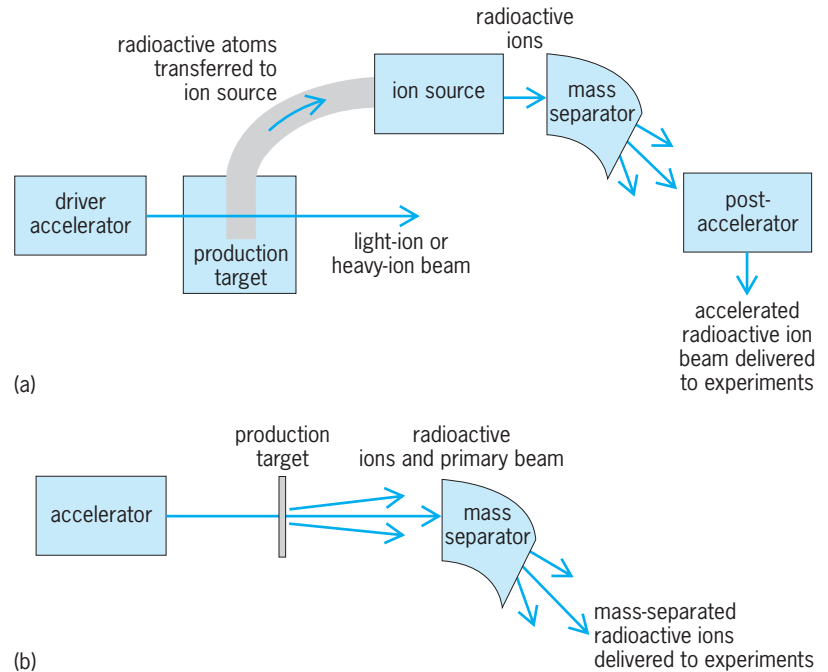 radioactive atoms
transferred to
ion source
ion source
radioactive
ions
mass
separator
driver
accelerator
production
target
light-ion or
heavy-ion beam
post-
accelerator
accelerated
radioactive ion
beam delivered
to experiments
(a)
accelerator
production
target
radioactive
ions and primary beam
mass
separator
mass-separated
radioactive ions
delivered to experiments
(b)